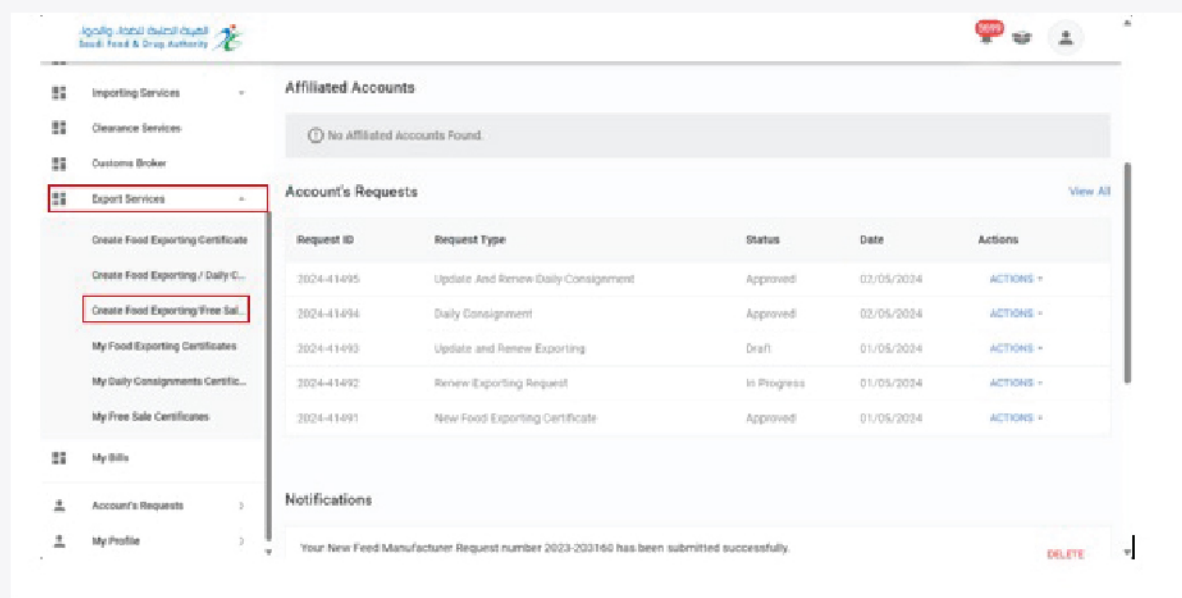 الهيئة العامة للغذاء والدواء
Saudi Food & Drug Authority
5699
Importing Services
Clearance Services
Customs Broker
Export Services
Create Food Exporting Certificate
Create Food Exporting / Daily C...
Create Food Exporting/Free Sal...
My Food Exporting Certificates
My Daily Consignments Certific...
My Free Sale Certificates
My Bills
Account's Requests
My Profile
Affiliated Accounts
No Affiliated Accounts Found.
Account's Requests View All
Request ID Request Type Status Date Actions
2024-41495 Update And Renew Daily Consignment Approved 02/05/2024 ACTIONS
2024-41494 Daily Consignment Approved 02/05/2024 ACTIONS
2024-41493 Update and Renew Exporting Draft 01/05/2024 ACTIONS
2024-41492 Renew Exporting Request In Progress 01/05/2024 ACTIONS
2024-41491 New Food Exporting Certificate Approved 01/05/2024 ACTIONS
Notifications
Your New Feed Manufacturer Request number 2023-203160 has been submitted successfully.
DELETE